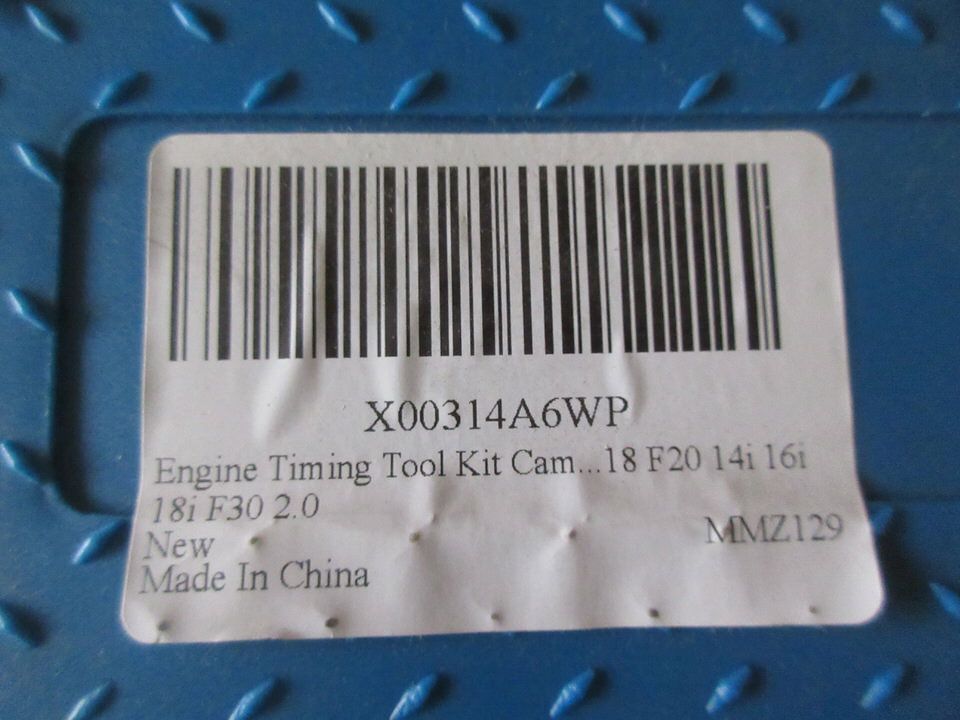 X00314A6WP
Engine Timing Tool Kit Cam...18 F20 14i 16i
18i F30 2.0
New
MMZ129
Made In China